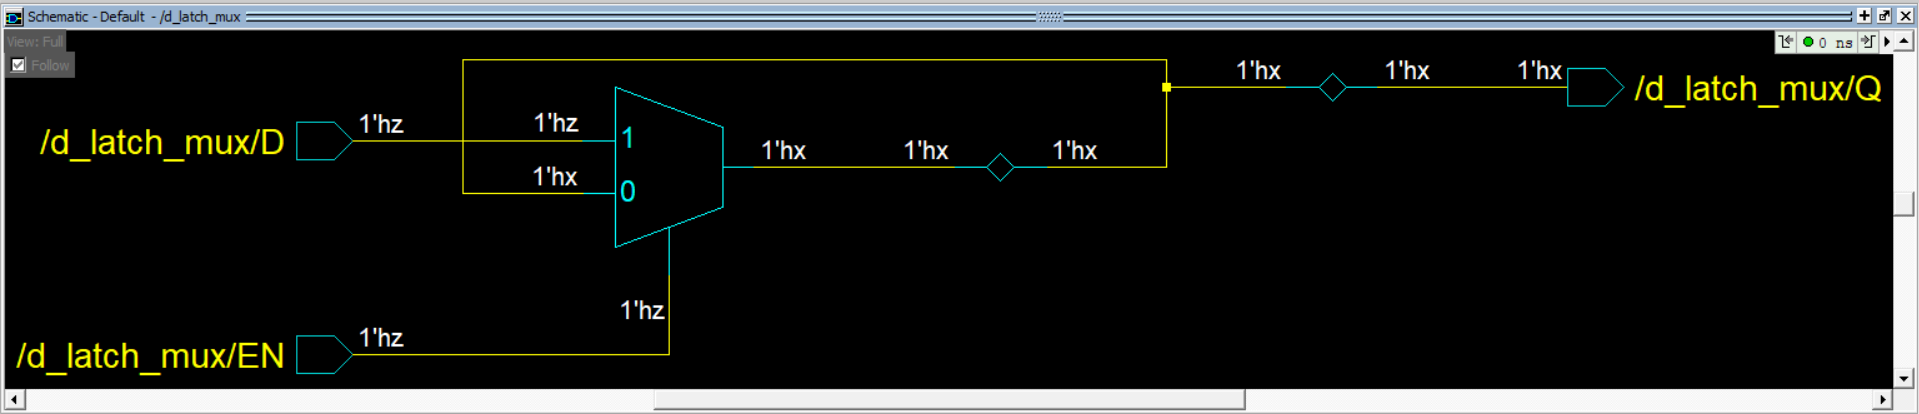 Schematic - Default - /d_latch_mux
View: Full
Follow
0 ns
1'hx 1'hx 1'hx
/d_latch_mux/Q
/d_latch_mux/D
1'hz 1'hz
1
1'hx 1'hx 1'hx
1'hx
0
1'hz
/d_latch_mux/EN
1'hz